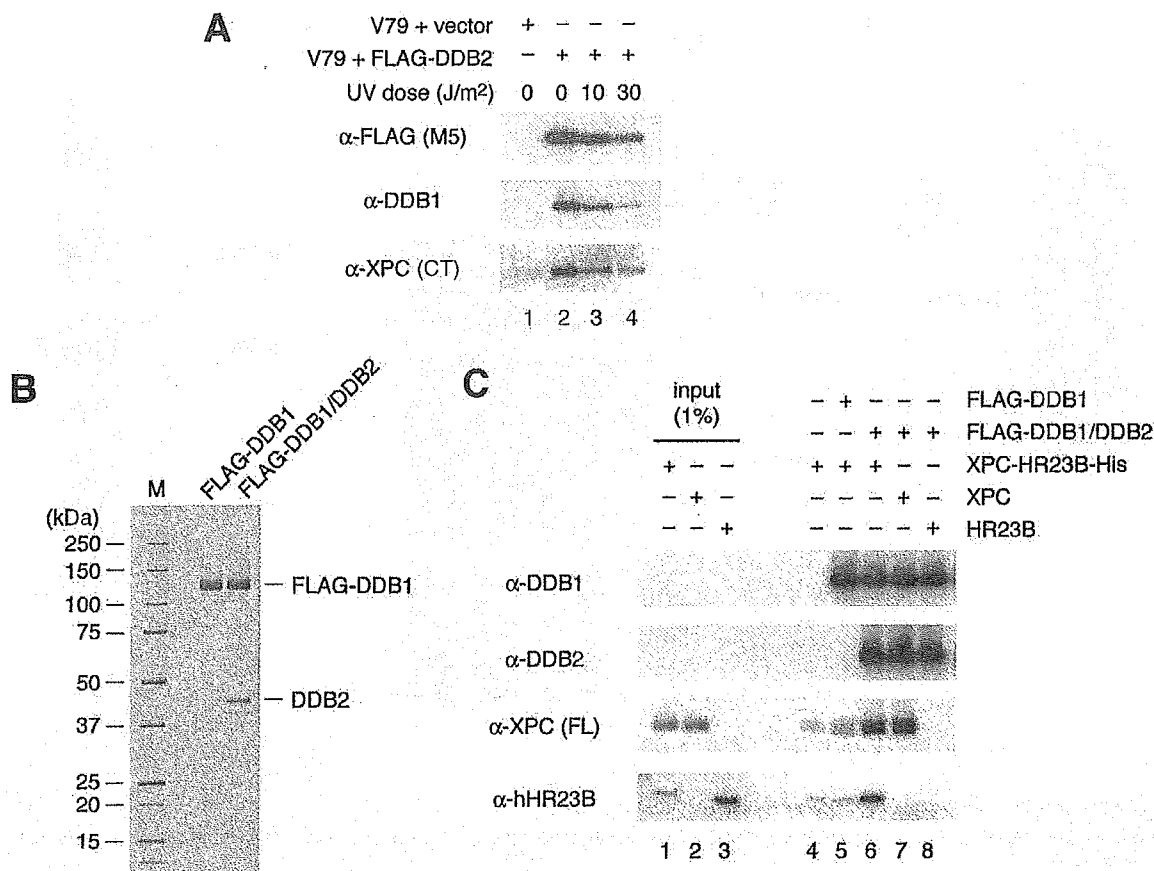 A
V79 + vector + − − −
V79 + FLAG-DDB2 − + + +
UV dose (J/m²) 0 0 10 30
α-FLAG (M5)
α-DDB1
α-XPC (CT)
1 2 3 4
B
M FLAG-DDB1 FLAG-DDB1/DDB2
(kDa)
250
150
100
75
50
37
25
20
15
FLAG-DDB1
DDB2
C
input
(1%)
− + − − − FLAG-DDB1
− − + + + FLAG-DDB1/DDB2
+ − − + + + − − XPC-HR23B-His
− + − − − − + − XPC
− − + − − − − + HR23B
α-DDB1
α-DDB2
α-XPC (FL)
α-hHR23B
1 2 3 4 5 6 7 8